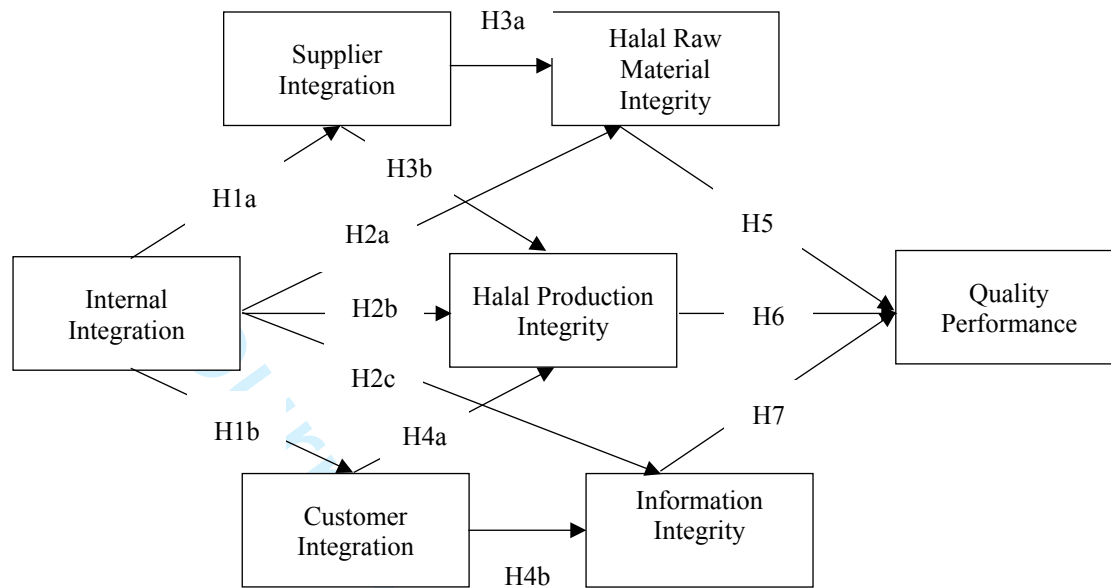 H3a
Supplier
Integration
Halal Raw
Material
Integrity
H3b
H1a
H2a
H5
Internal
Integration
H2b
Halal Production
Integrity
H6
Quality
Performance
H2c
H1b
H4a
H7
Customer
Integration
Information
Integrity
H4b